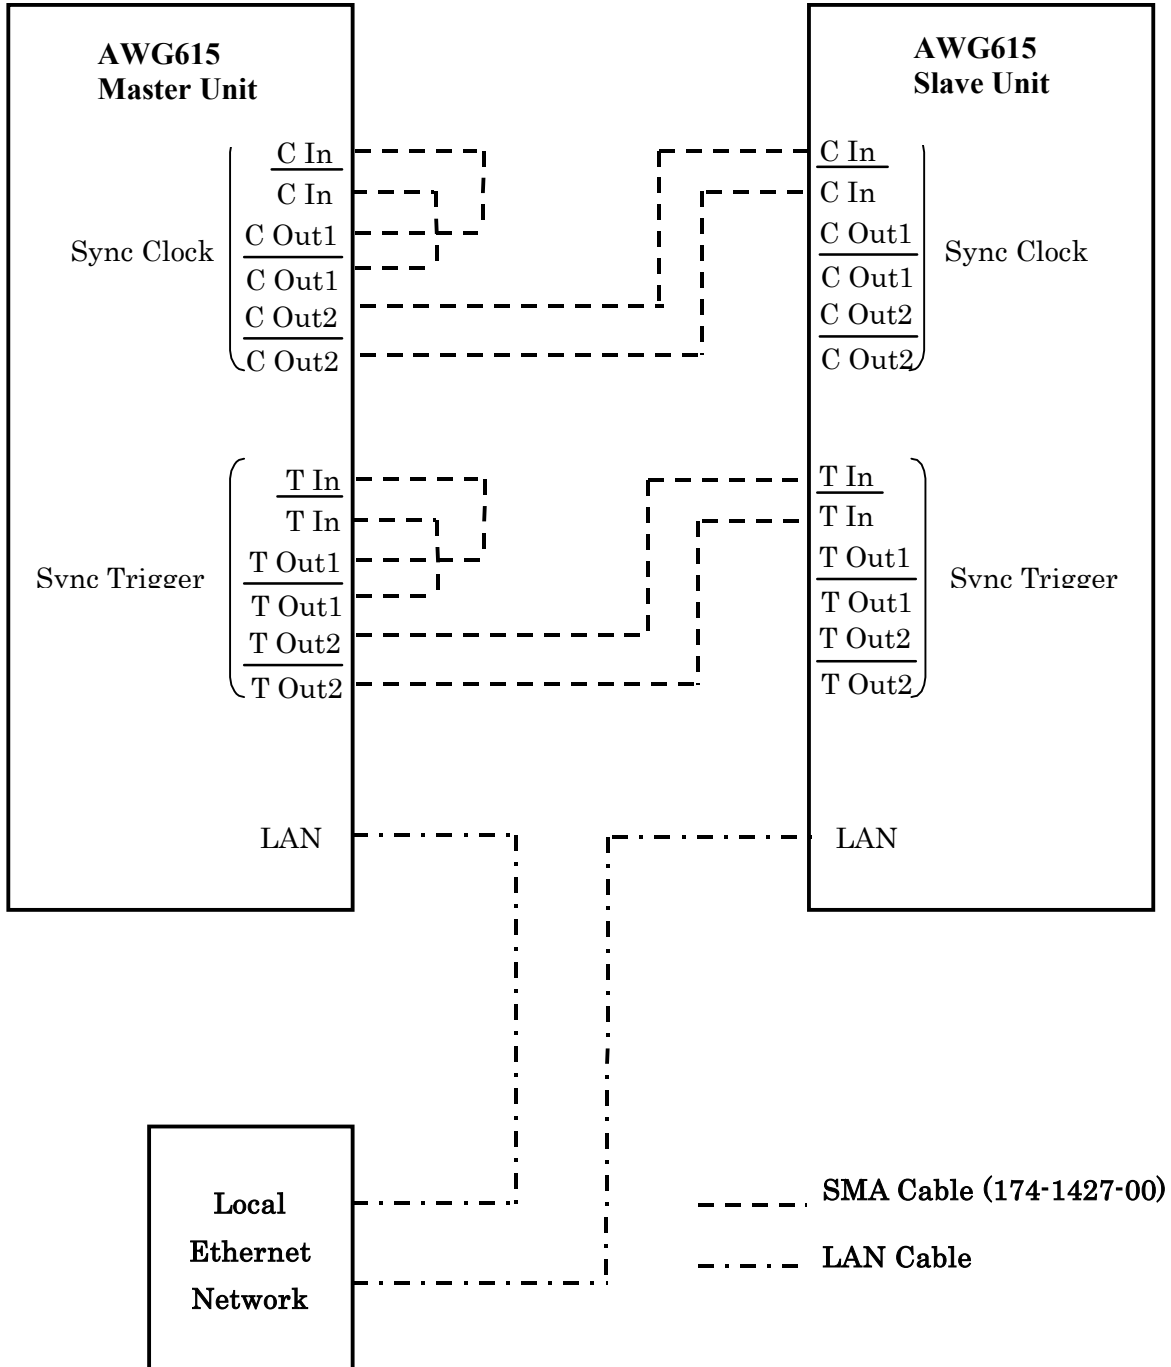 AWG615
Master Unit
C In
C In
C Out1
C Out1
C Out2
C Out2
Sync Clock
T In
T In
T Out1
T Out1
T Out2
T Out2
Sync Trigger
LAN
AWG615
Slave Unit
C In
C In
C Out1
C Out1
C Out2
C Out2
Sync Clock
T In
T In
T Out1
T Out1
T Out2
T Out2
Sync Trigger
LAN
Local
Ethernet
Network
SMA Cable (174-1427-00)
LAN Cable